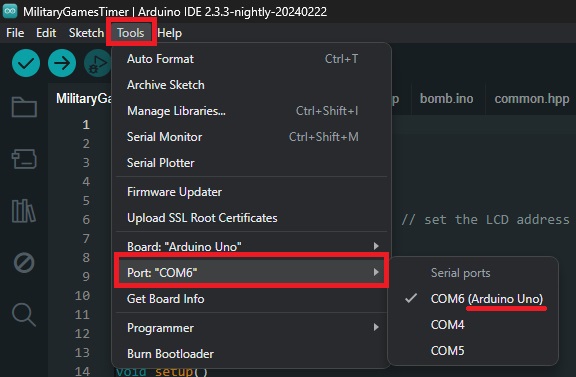 MilitaryGamesTimer | Arduino IDE 2.3.3-nightly-20240222
File Edit Sketch Tools Help
Auto Format Ctrl+T
Archive Sketch
Manage Libraries... Ctrl+Shift+I
Serial Monitor Ctrl+Shift+M
Serial Plotter
Firmware Updater
Upload SSL Root Certificates
Board: "Arduino Uno"
Port: "COM6"
Get Board Info
Programmer
Burn Bootloader
Serial ports
COM6 (Arduino Uno)
COM4
COM5
MilitaryGa p bomb.ino common.hpp
1
2
3
4
5
6 // set the LCD address
7
8
9
10
11
12
13
14 void setup()